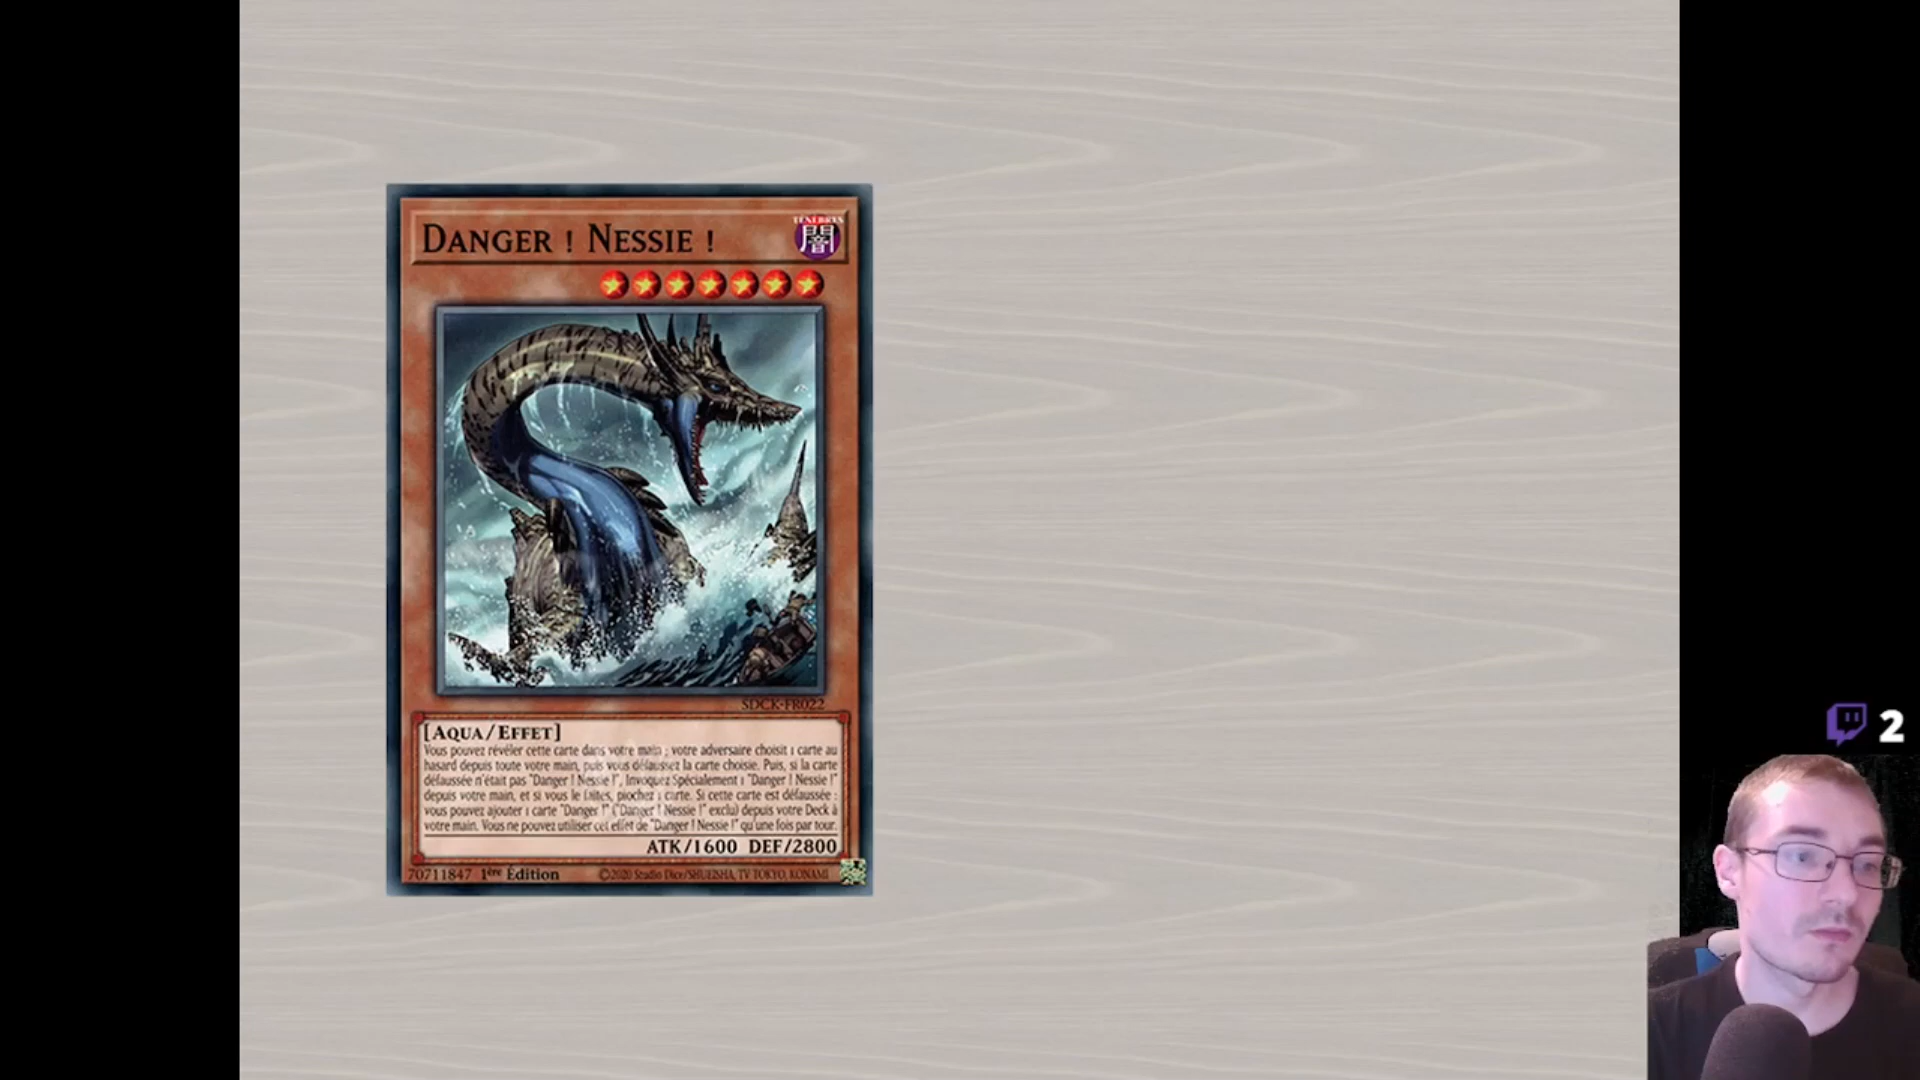 DANGER ! NESSIE !
TÉNÈBRES
闇
SDCK-FR022
[AQUA/EFFET]
Vous pouvez révéler cette carte dans votre main ; votre adversaire choisit 1 carte au
hasard depuis toute votre main, puis vous défaussez la carte choisie. Puis, si la carte
défaussée n'était pas "Danger ! Nessie !", Invoquez Spécialement 1 "Danger ! Nessie !"
depuis votre main, et si vous le faites, piochez 1 carte. Si cette carte est défaussée :
vous pouvez ajouter 1 carte "Danger !" ("Danger ! Nessie !" exclu) depuis votre Deck à
votre main. Vous ne pouvez utiliser cet effet de "Danger ! Nessie !" qu'une fois par tour.
ATK/1600 DEF/2800
70711847 1ère Édition ©2020 Studio Dice/SHUEISHA, TV TOKYO, KONAMI
2